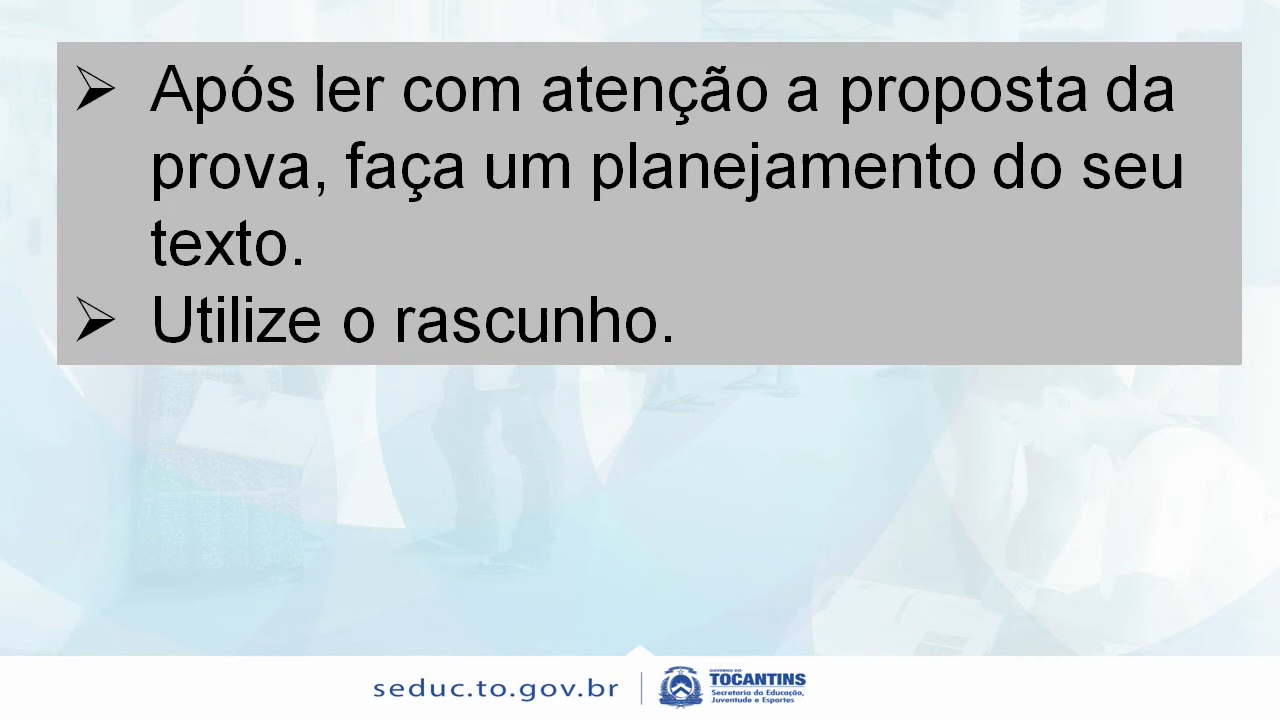 ➢ Após ler com atenção a proposta da
prova, faça um planejamento do seu
texto.
➢ Utilize o rascunho.
seduc.to.gov.br
GOVERNO DO
TOCANTINS
Secretaria da Educação,
Juventude e Esportes